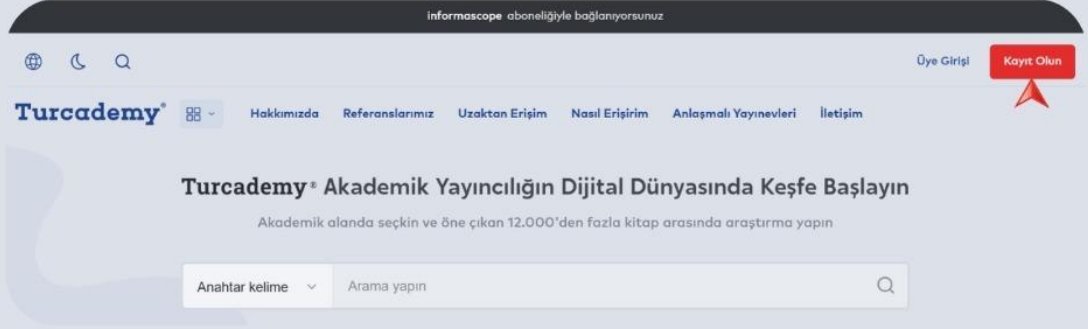 informascope aboneliğiyle bağlanıyorsunuz
Üye Girişi Kayıt Olun
Turcademy® Hakkımızda Referanslarımız Uzaktan Erişim Nasıl Erişirim Anlaşmalı Yayınevleri İletişim
Turcademy® Akademik Yayıncılığın Dijital Dünyasında Keşfe Başlayın
Akademik alanda seçkin ve öne çıkan 12.000'den fazla kitap arasında araştırma yapın
Anahtar kelime Arama yapın